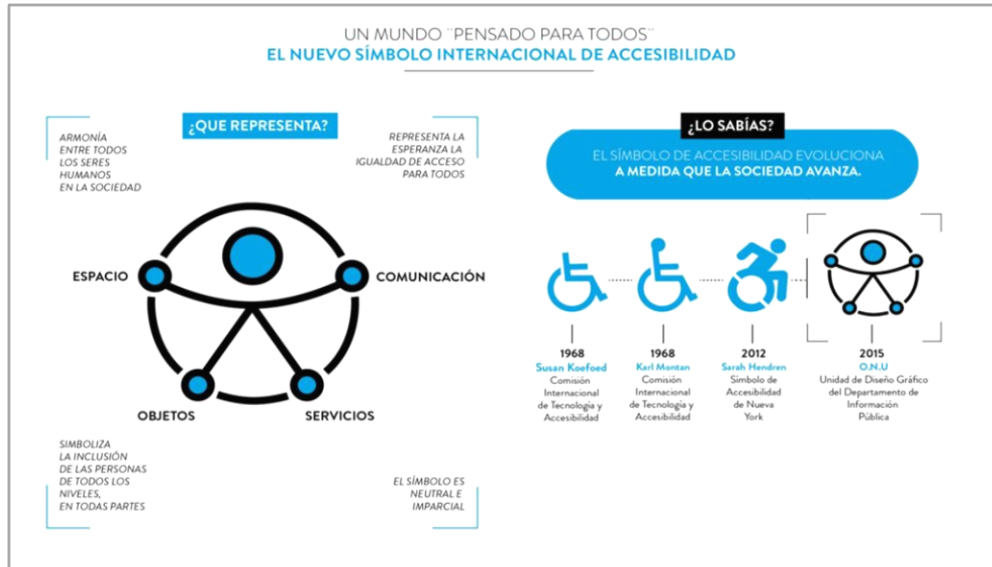 UN MUNDO ¨PENSADO PARA TODOS¨
EL NUEVO SÍMBOLO INTERNACIONAL DE ACCESIBILIDAD
¿QUE REPRESENTA?
ARMONÍA
ENTRE TODOS
LOS SERES
HUMANOS
EN LA SOCIEDAD
REPRESENTA LA
ESPERANZA LA
IGUALDAD DE ACCESO
PARA TODOS
ESPACIO
COMUNICACIÓN
OBJETOS
SERVICIOS
SIMBOLIZA
LA INCLUSIÓN
DE LAS PERSONAS
DE TODOS LOS
NIVELES,
EN TODAS PARTES
EL SÍMBOLO ES
NEUTRAL E
IMPARCIAL
¿LO SABÍAS?
EL SÍMBOLO DE ACCESIBILIDAD EVOLUCIONA
A MEDIDA QUE LA SOCIEDAD AVANZA.
1968
Susan Koefoed
Comisión
Internacional
de Tecnología y
Accesibilidad
1968
Karl Montan
Comisión
Internacional
de Tecnología y
Accesibilidad
2012
Sarah Hendren
Símbolo de
Accesibilidad
de Nueva
York
2015
O.N.U
Unidad de Diseño Gráfico
del Departamento de
Información
Pública